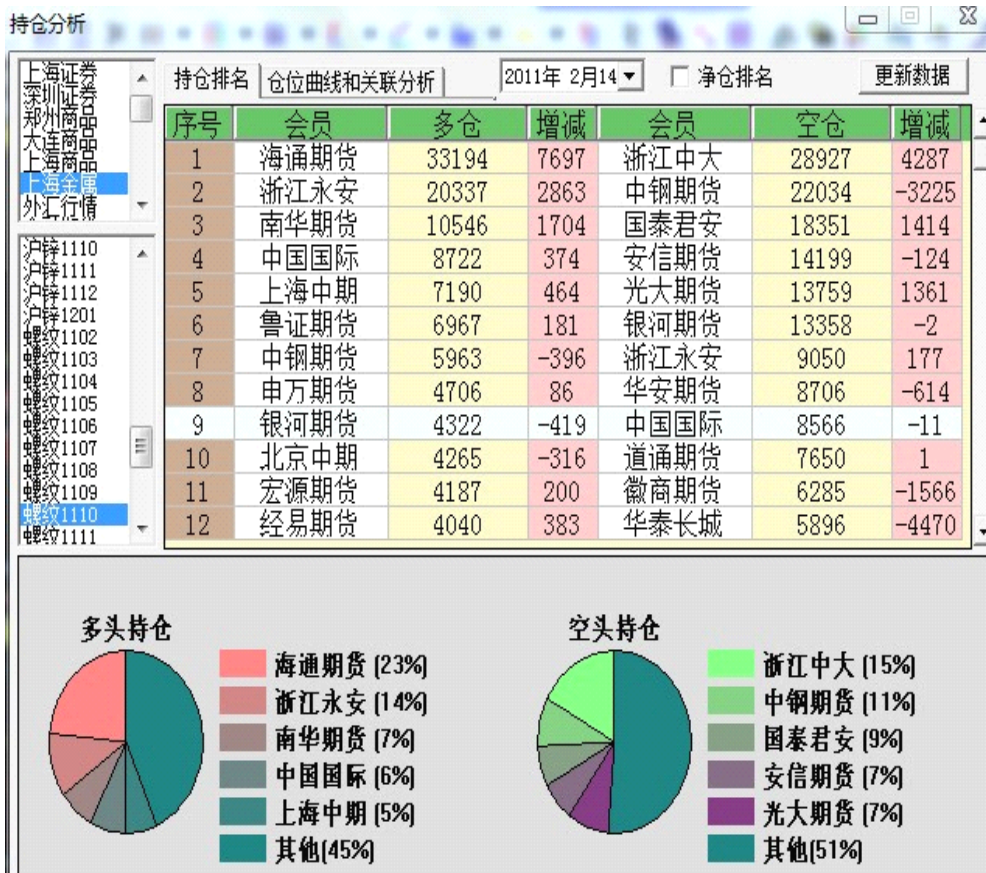 持仓分析
上海证券
深圳证券
郑州商品
大连商品
上海商品
上海金属
外汇行情
沪锌1110
沪锌1111
沪锌1112
沪锌1201
螺纹1102
螺纹1103
螺纹1104
螺纹1105
螺纹1106
螺纹1107
螺纹1108
螺纹1109
螺纹1110
螺纹1111
持仓排名 仓位曲线和关联分析 2011年 2月14 净仓排名 更新数据
序号 会员 多仓 增减 会员 空仓 增减
1 海通期货 33194 7697 浙江中大 28927 4287
2 浙江永安 20337 2863 中钢期货 22034 -3225
3 南华期货 10546 1704 国泰君安 18351 1414
4 中国国际 8722 374 安信期货 14199 -124
5 上海中期 7190 464 光大期货 13759 1361
6 鲁证期货 6967 181 银河期货 13358 -2
7 中钢期货 5963 -396 浙江永安 9050 177
8 申万期货 4706 86 华安期货 8706 -614
9 银河期货 4322 -419 中国国际 8566 -11
10 北京中期 4265 -316 道通期货 7650 1
11 宏源期货 4187 200 徽商期货 6285 -1566
12 经易期货 4040 383 华泰长城 5896 -4470
多头持仓
海通期货 (23%)
浙江永安 (14%)
南华期货 (7%)
中国国际 (6%)
上海中期 (5%)
其他(45%)
空头持仓
浙江中大 (15%)
中钢期货 (11%)
国泰君安 (9%)
安信期货 (7%)
光大期货 (7%)
其他(51%)